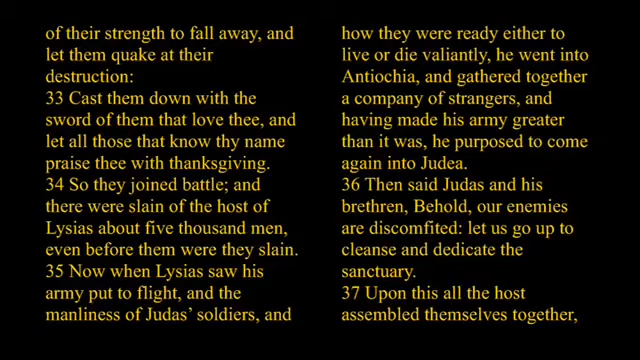 of their strength to fall away, and
let them quake at their
destruction:
33 Cast them down with the
sword of them that love thee, and
let all those that know thy name
praise thee with thanksgiving.
34 So they joined battle; and
there were slain of the host of
Lysias about five thousand men,
even before them were they slain.
35 Now when Lysias saw his
army put to flight, and the
manliness of Judas’ soldiers, and
how they were ready either to
live or die valiantly, he went into
Antiochia, and gathered together
a company of strangers, and
having made his army greater
than it was, he purposed to come
again into Judea.
36 Then said Judas and his
brethren, Behold, our enemies
are discomfited: let us go up to
cleanse and dedicate the
sanctuary.
37 Upon this all the host
assembled themselves together,